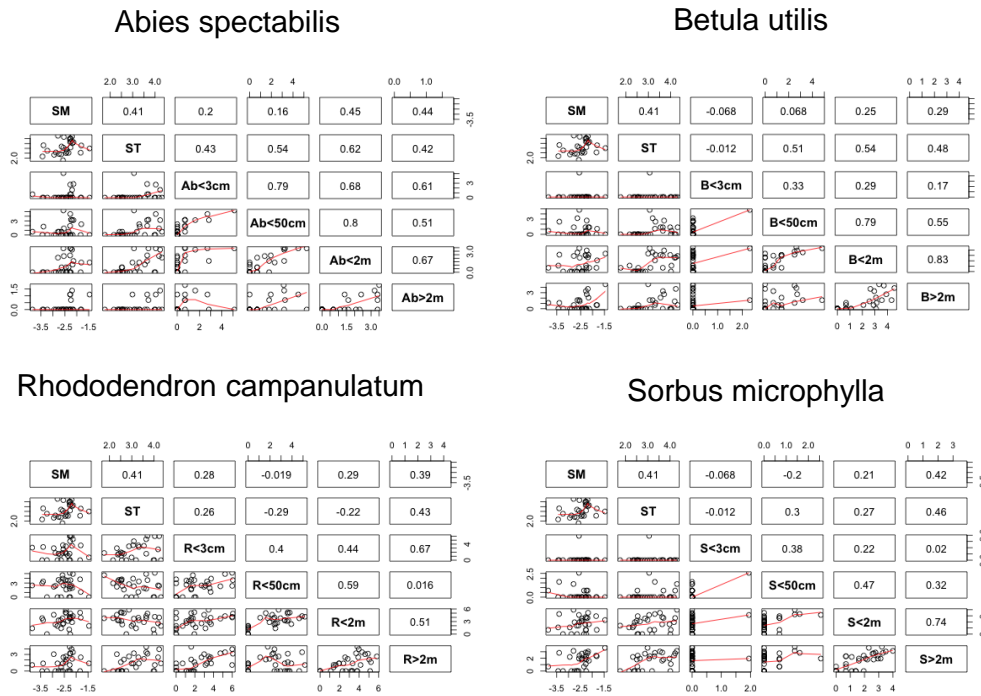 Abies spectabilis
2.0 3.0 4.0 0 2 4 0.0 1.0
SM 0.41 0.2 0.16 0.45 0.44 -3.5
2.0 ST 0.43 0.54 0.62 0.42
Ab<3cm 0.79 0.68 0.61 0 3
0 3 Ab<50cm 0.8 0.51
Ab<2m 0.67 0.0 3.0
0.0 1.5 Ab>2m
-3.5 -2.5 -1.5 0 2 4 0.0 1.5 3.0
Betula utilis
2.0 3.0 4.0 0 2 4 0 1 2 3 4
SM 0.41 -0.068 0.068 0.25 0.29 -3.5
2.0 ST -0.012 0.51 0.54 0.48
B<3cm 0.33 0.29 0.17 0.0
0 3 B<50cm 0.79 0.55
B<2m 0.83 0 3
0 3 B>2m
-3.5 -2.5 -1.5 0.0 1.0 2.0 0 1 2 3 4
Rhododendron campanulatum
2.0 3.0 4.0 0 2 4 0 1 2 3 4
SM 0.41 0.28 -0.019 0.29 0.39 -3.5
2.0 ST 0.26 -0.29 -0.22 0.43
R<3cm 0.4 0.44 0.67 0 4
0 3 R<50cm 0.59 0.016
R<2m 0.51 0 3 6
0 3 R>2m
-3.5 -2.5 -1.5 0 2 4 6 0 2 4 6
Sorbus microphylla
2.0 3.0 4.0 0.0 1.0 2.0 0 1 2 3
SM 0.41 -0.068 -0.2 0.21 0.42
2.0 ST -0.012 0.3 0.27 0.46
S<3cm 0.38 0.22 0.02
0.0 2.5 S<50cm 0.47 0.32
S<2m 0.74
0 2 S>2m
-3.5 -2.5 -1.5 0.0 1.0 2.0 0 1 2 3 4